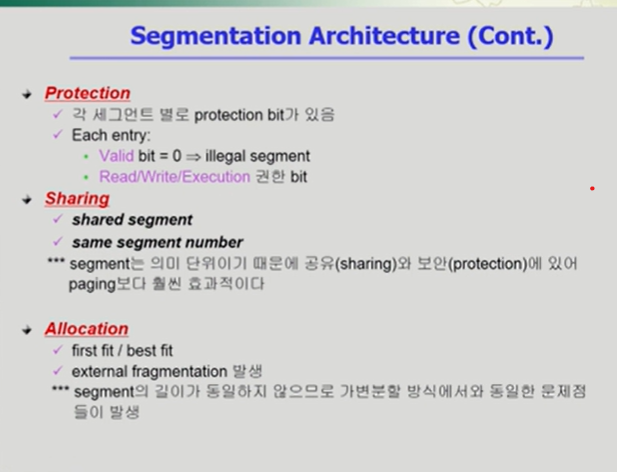 Segmentation Architecture (Cont.)
Protection
각 세그먼트 별로 protection bit가 있음
Each entry:
Valid bit = 0 ⇒ illegal segment
Read/Write/Execution 권한 bit
Sharing
shared segment
same segment number
*** segment는 의미 단위이기 때문에 공유(sharing)와 보안(protection)에 있어
paging보다 훨씬 효과적이다
Allocation
first fit / best fit
external fragmentation 발생
*** segment의 길이가 동일하지 않으므로 가변분할 방식에서와 동일한 문제점
들이 발생